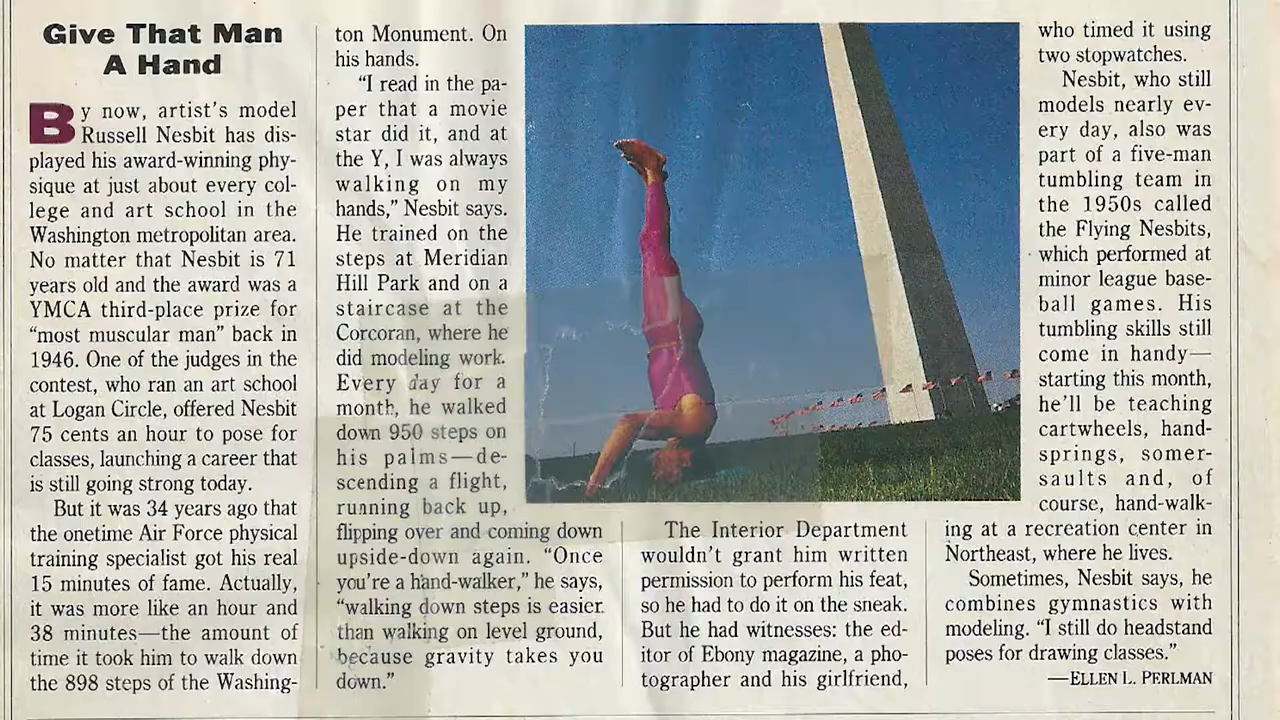 Give That Man
A Hand
By now, artist's model
Russell Nesbit has dis-
played his award-winning phy-
sique at just about every col-
lege and art school in the
Washington metropolitan area.
No matter that Nesbit is 71
years old and the award was a
YMCA third-place prize for
“most muscular man” back in
1946. One of the judges in the
contest, who ran an art school
at Logan Circle, offered Nesbit
75 cents an hour to pose for
classes, launching a career that
is still going strong today.
But it was 34 years ago that
the onetime Air Force physical
training specialist got his real
15 minutes of fame. Actually,
it was more like an hour and
38 minutes—the amount of
time it took him to walk down
the 898 steps of the Washing-
ton Monument. On
his hands.
“I read in the pa-
per that a movie
star did it, and at
the Y, I was always
walking on my
hands,” Nesbit says.
He trained on the
steps at Meridian
Hill Park and on a
staircase at the
Corcoran, where he
did modeling work.
Every day for a
month, he walked
down 950 steps on
his palms—de-
scending a flight,
running back up,
flipping over and coming down
upside-down again. “Once
you're a hand-walker,” he says,
“walking down steps is easier
than walking on level ground,
because gravity takes you
down.”
The Interior Department
wouldn't grant him written
permission to perform his feat,
so he had to do it on the sneak.
But he had witnesses: the ed-
itor of Ebony magazine, a pho-
tographer and his girlfriend,
who timed it using
two stopwatches.
Nesbit, who still
models nearly ev-
ery day, also was
part of a five-man
tumbling team in
the 1950s called
the Flying Nesbits,
which performed at
minor league base-
ball games. His
tumbling skills still
come in handy—
starting this month,
he'll be teaching
cartwheels, hand-
springs, somer-
saults and, of
course, hand-walk-
ing at a recreation center in
Northeast, where he lives.
Sometimes, Nesbit says, he
combines gymnastics with
modeling. “I still do headstand
poses for drawing classes.”
—ELLEN L. PERLMAN